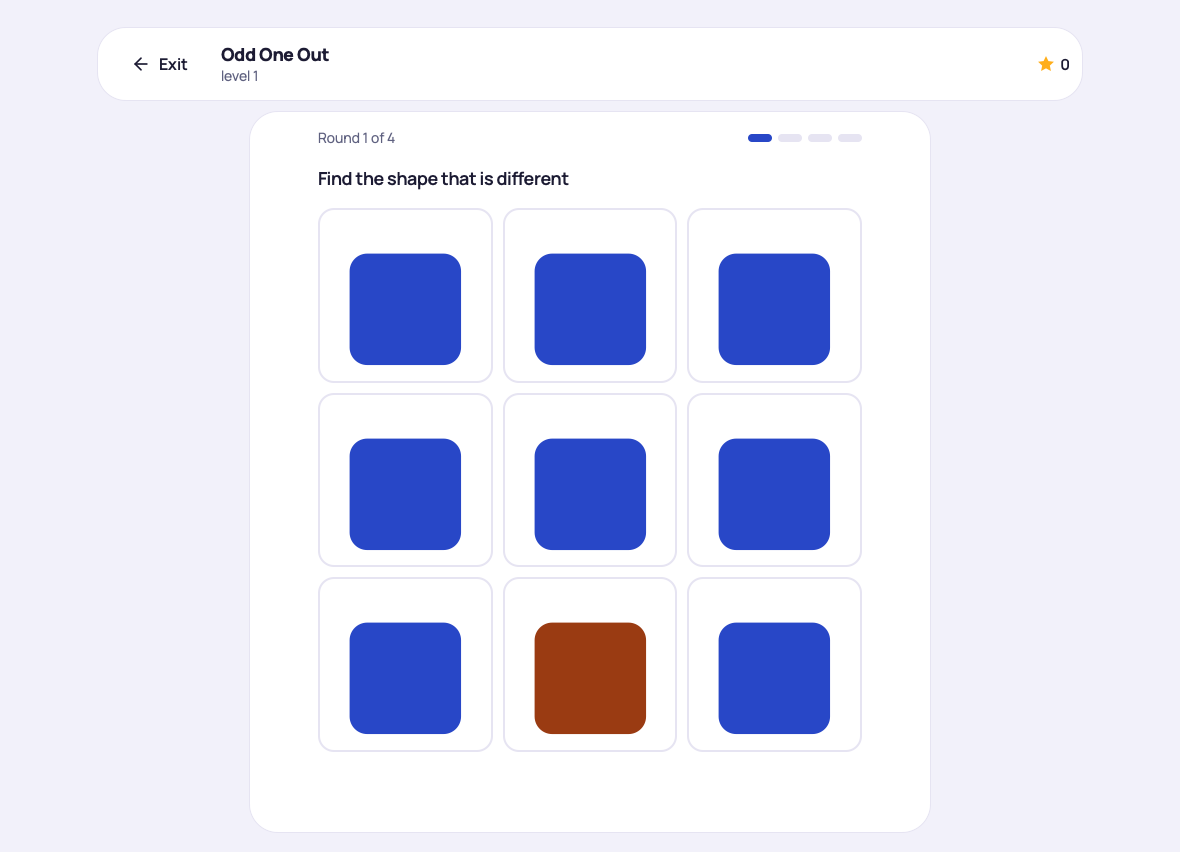 Exit
Odd One Out
level 1
0
Round 1 of 4
Find the shape that is different